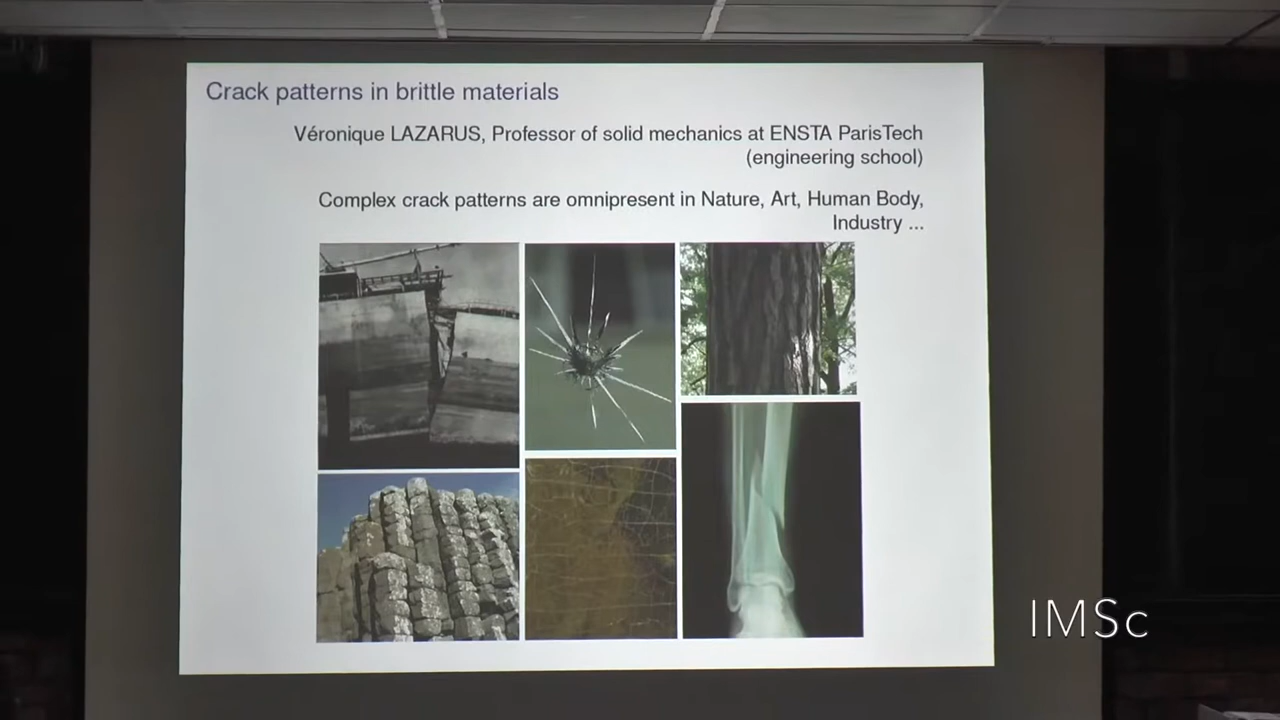 Crack patterns in brittle materials
Véronique LAZARUS, Professor of solid mechanics at ENSTA ParisTech
(engineering school)
Complex crack patterns are omnipresent in Nature, Art, Human Body,
Industry ...
IMSc